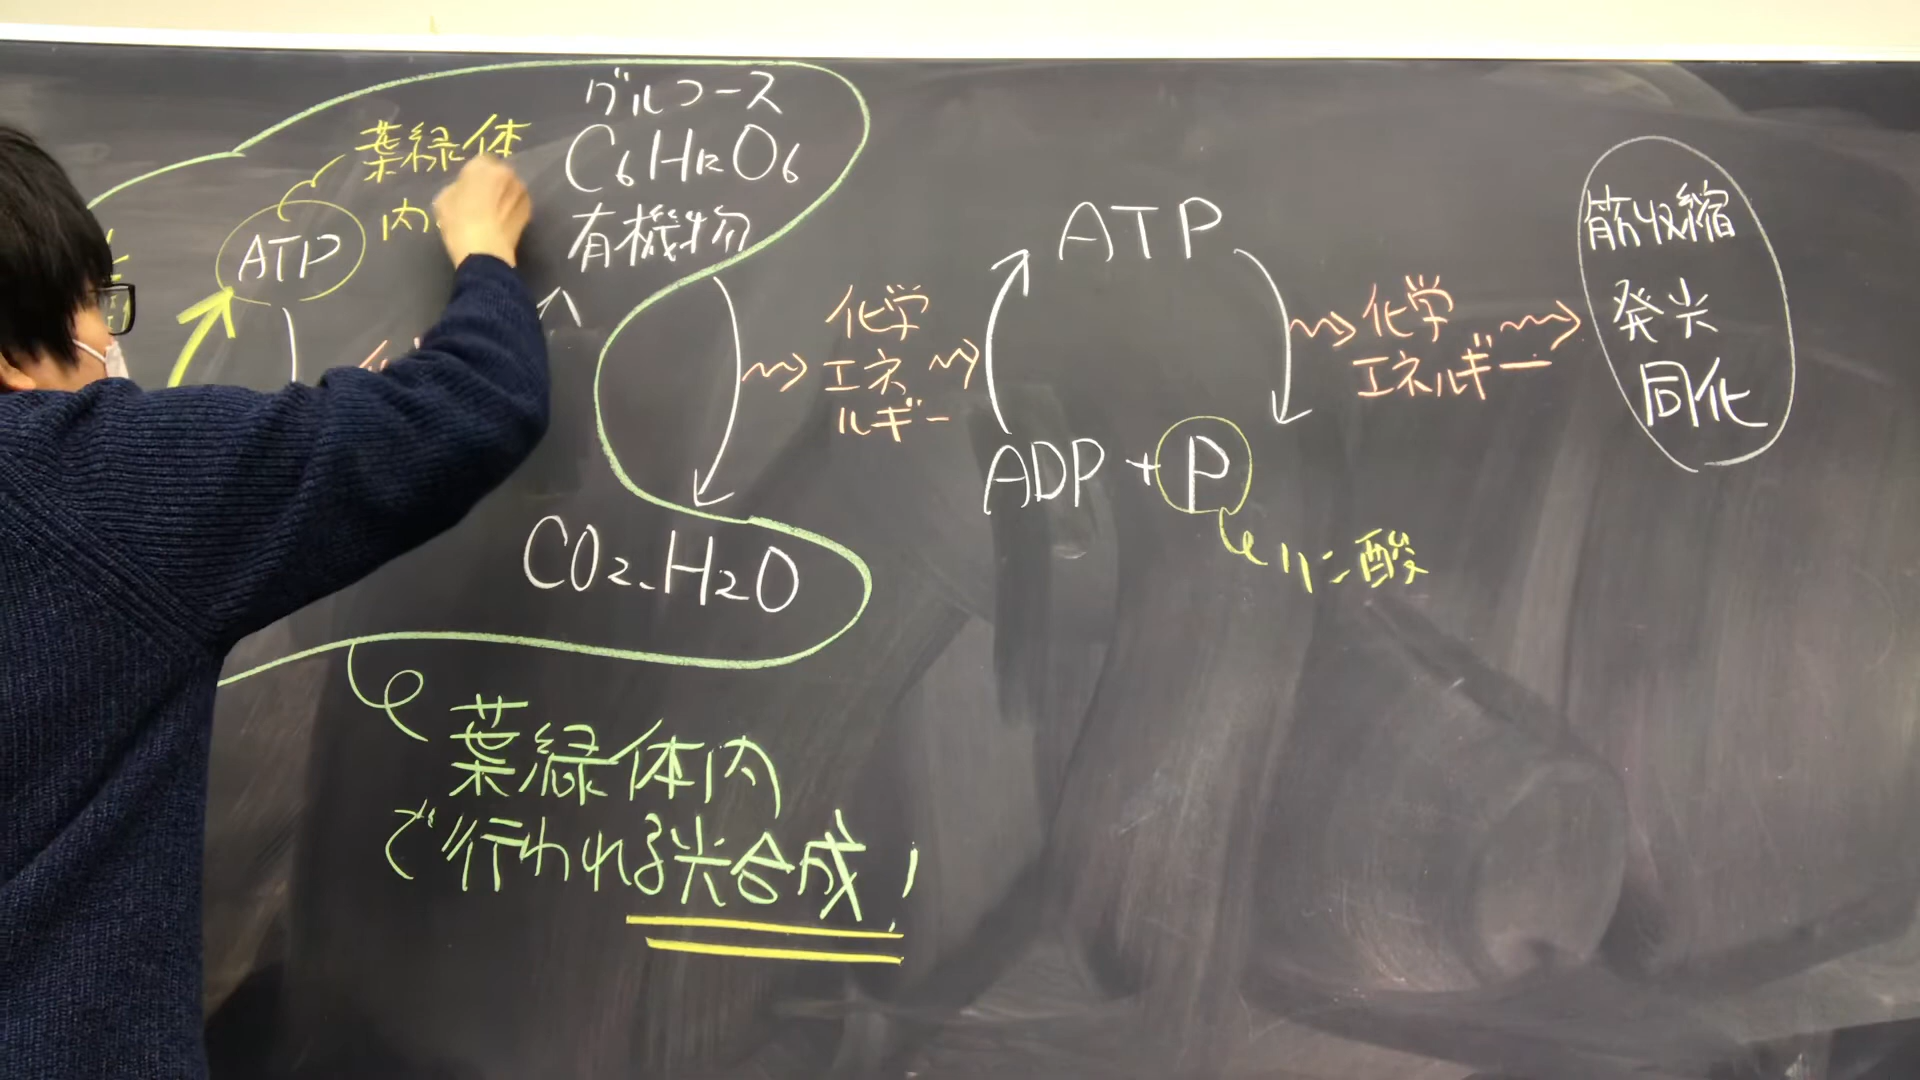 グルコース
C6H12O6
有機物
葉緑体
内
ATP
CO2、H2O
化学
エネ
ルギー
ATP
ADP + P
リン酸
化学
エネルギー
筋収縮
発光
同化
葉緑体内
で行われる光合成！